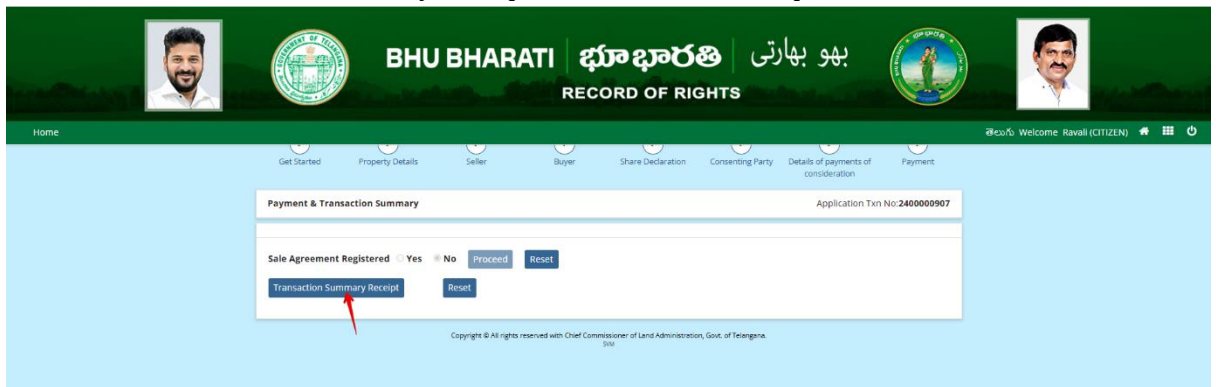 BHU BHARATI భూ భారతి بھو بھارتی
RECORD OF RIGHTS
Home తెలుగు Welcome Ravali (CITIZEN)
Get Started Property Details Seller Buyer Share Declaration Consenting Party Details of payments of consideration Payment
Payment & Transaction Summary Application Txn No:2400000907
Sale Agreement Registered Yes No Proceed Reset
Transaction Summary Receipt Reset
Copyright © All rights reserved with Chief Commissioner of Land Administration, Govt. of Telangana.